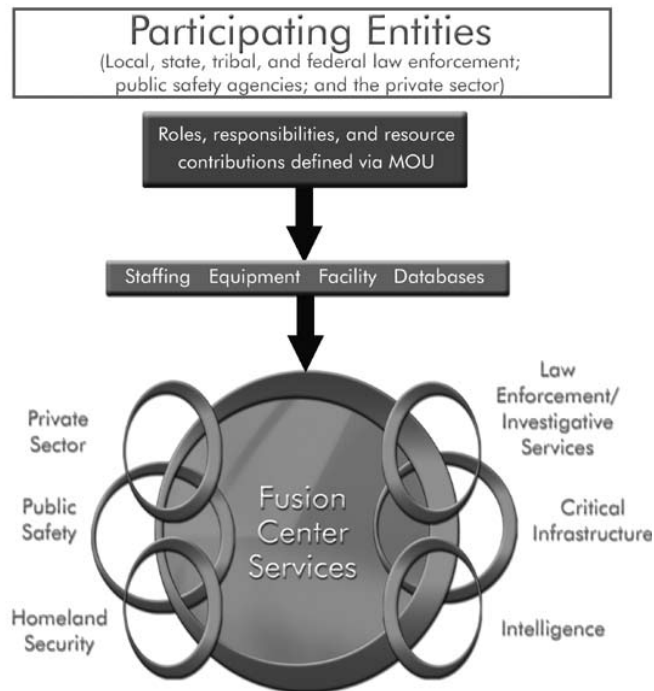 Participating Entities
(Local, state, tribal, and federal law enforcement;
public safety agencies; and the private sector)
Roles, responsibilities, and resource
contributions defined via MOU
Staffing Equipment Facility Databases
Private
Sector
Public
Safety
Homeland
Security
Fusion
Center
Services
Law
Enforcement/
Investigative
Services
Critical
Infrastructure
Intelligence